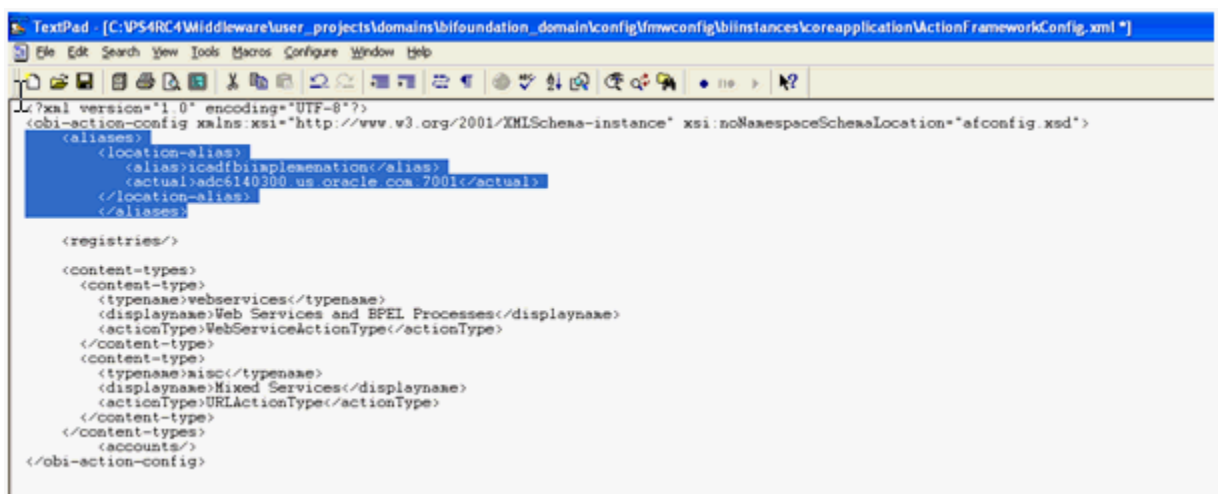 TextPad - [C:\PS4RC4\Middleware\user_projects\domains\bifoundation_domain\config\fmwconfig\biinstances\coreapplication\ActionFrameworkConfig.xml *]
File Edit Search View Tools Macros Configure Window Help
<?xml version="1.0" encoding="UTF-8"?>
<obi-action-config xmlns:xsi="http://www.w3.org/2001/XMLSchema-instance" xsi:noNamespaceSchemaLocation="afconfig.xsd">
<aliases>
<location-alias>
<alias>icadfbiimplemenation</alias>
<actual>adc6140300.us.oracle.com:7001</actual>
</location-alias>
</aliases>
<registries/>
<content-types>
<content-type>
<typename>webservices</typename>
<displayname>Web Services and BPEL Processes</displayname>
<actionType>WebServiceActionType</actionType>
</content-type>
<content-type>
<typename>misc</typename>
<displayname>Mixed Services</displayname>
<actionType>URLActionType</actionType>
</content-type>
</content-types>
<accounts/>
</obi-action-config>